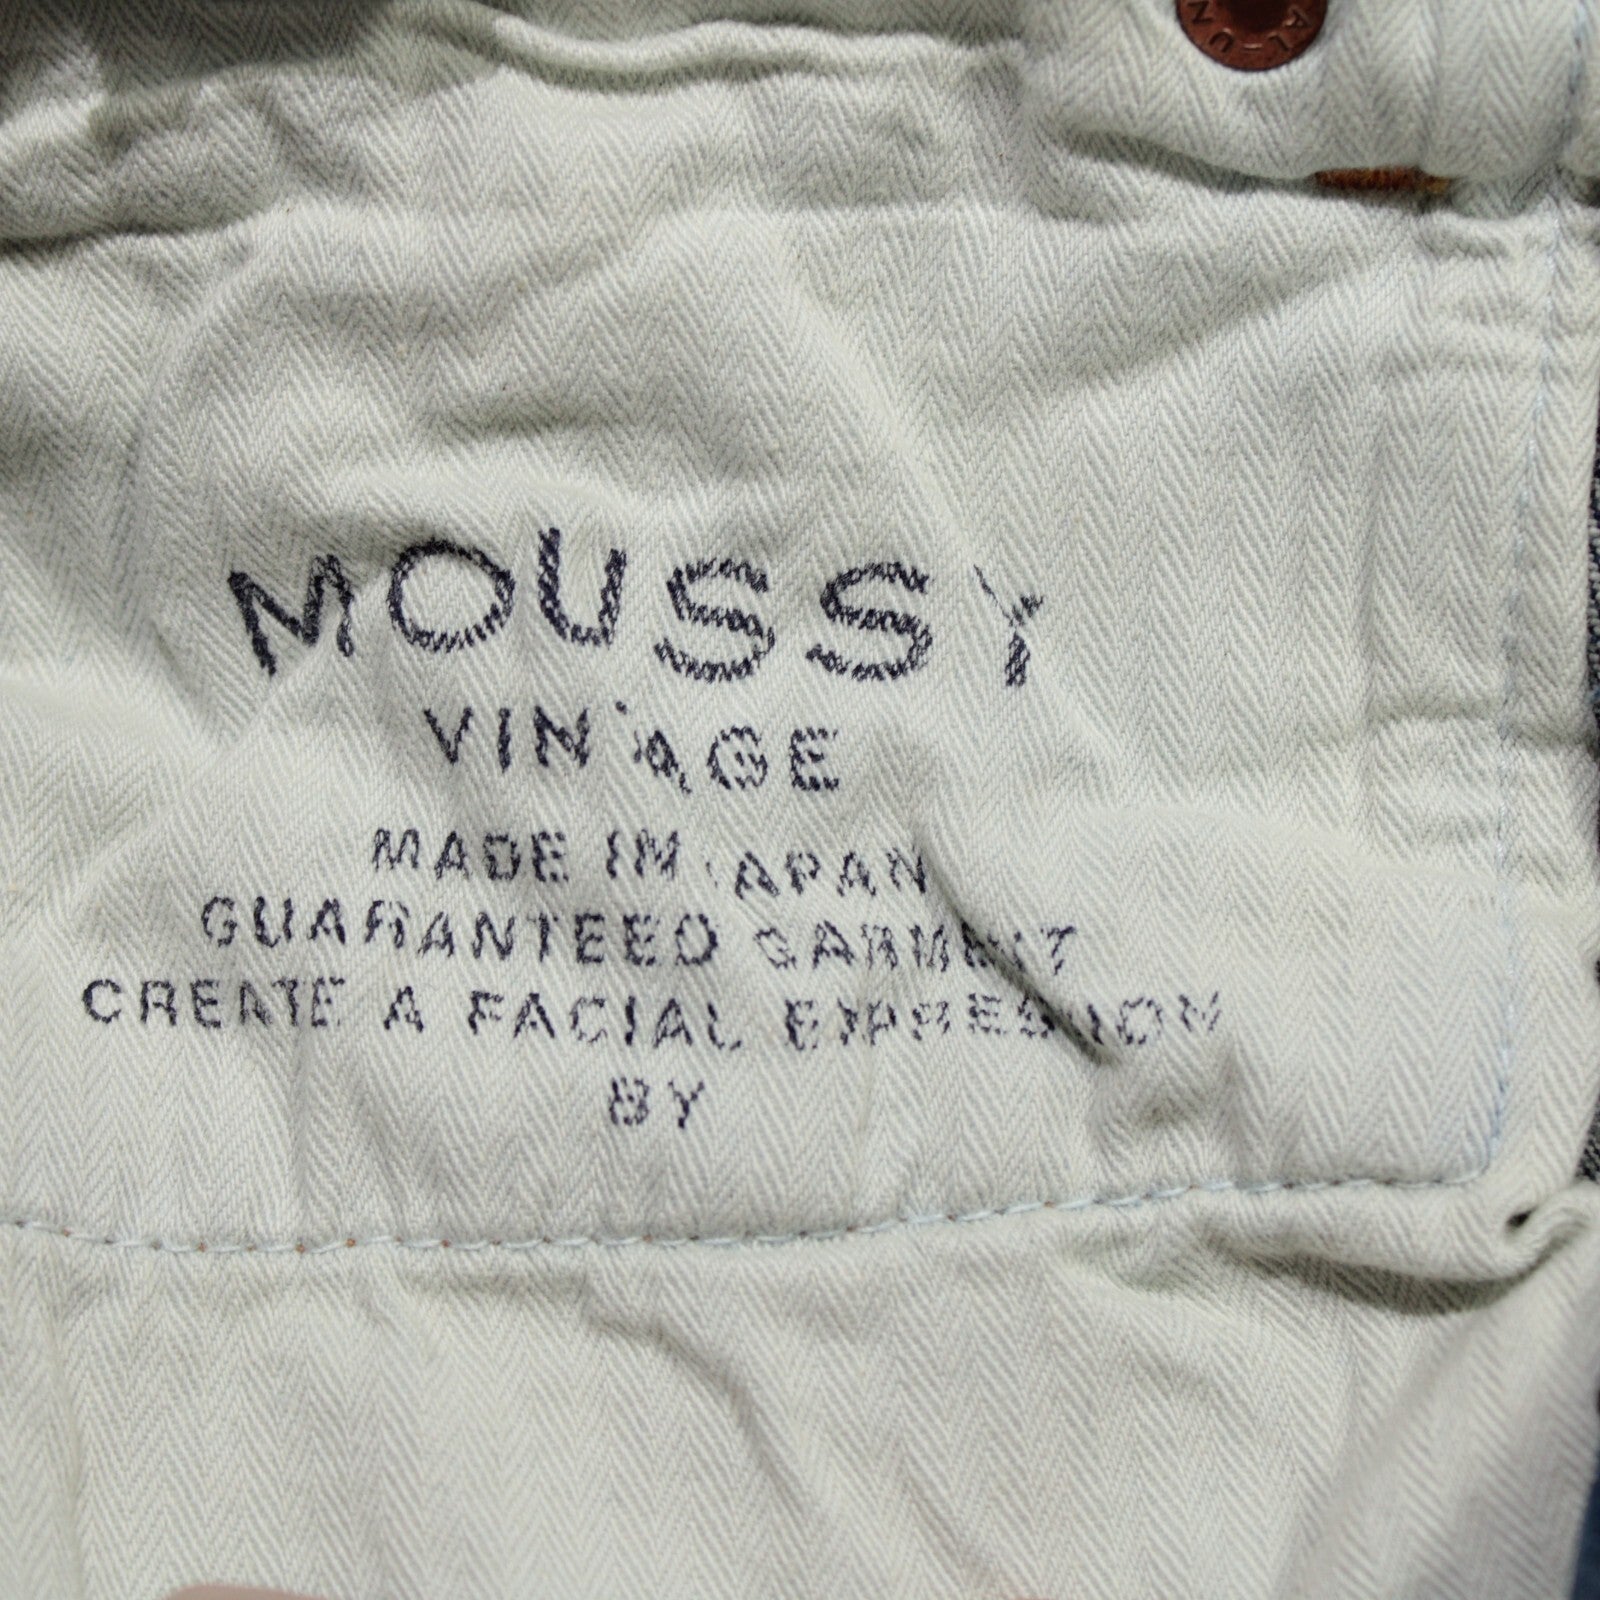 MOUSSY
VINTAGE
MADE IN JAPAN
GUARANTEED GARMENT
CREATE A FACIAL EXPRESSION
BY